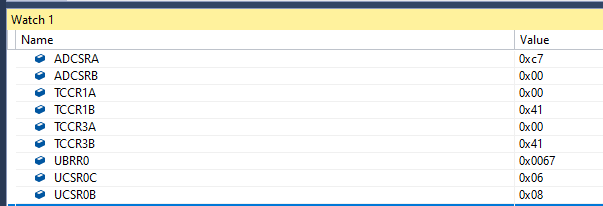 Watch 1
Name Value
ADCSRA 0xc7
ADCSRB 0x00
TCCR1A 0x00
TCCR1B 0x41
TCCR3A 0x00
TCCR3B 0x41
UBRR0 0x0067
UCSR0C 0x06
UCSR0B 0x08